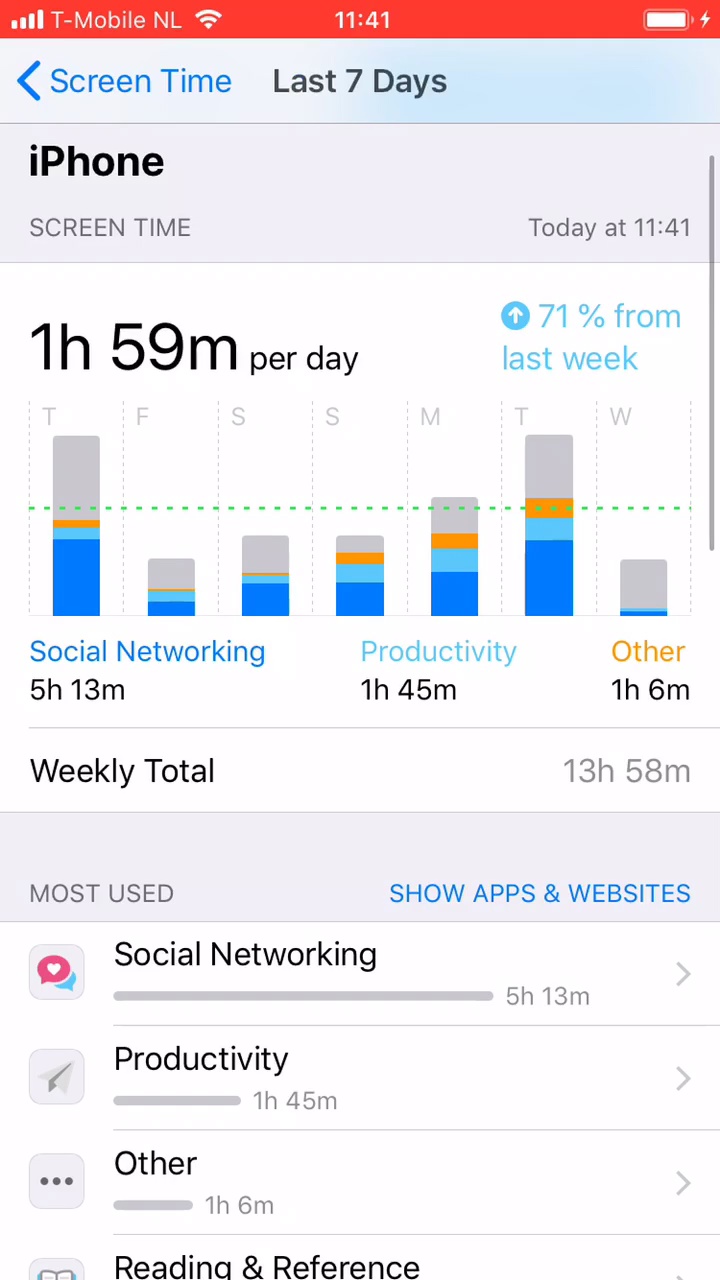 T-Mobile NL 11:41
Screen Time Last 7 Days
iPhone
SCREEN TIME Today at 11:41
1h 59m per day
71 % from
last week
T F S S M T W
Social Networking Productivity Other
5h 13m 1h 45m 1h 6m
Weekly Total 13h 58m
MOST USED SHOW APPS & WEBSITES
Social Networking
5h 13m
Productivity
1h 45m
Other
1h 6m
Reading & Reference